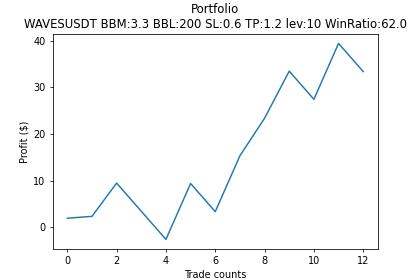 Portfolio
WAVESUSDT BBM:3.3 BBL:200 SL:0.6 TP:1.2 lev:10 WinRatio:62.0
40
30
20
10
0
Profit ($)
0 2 4 6 8 10 12
Trade counts